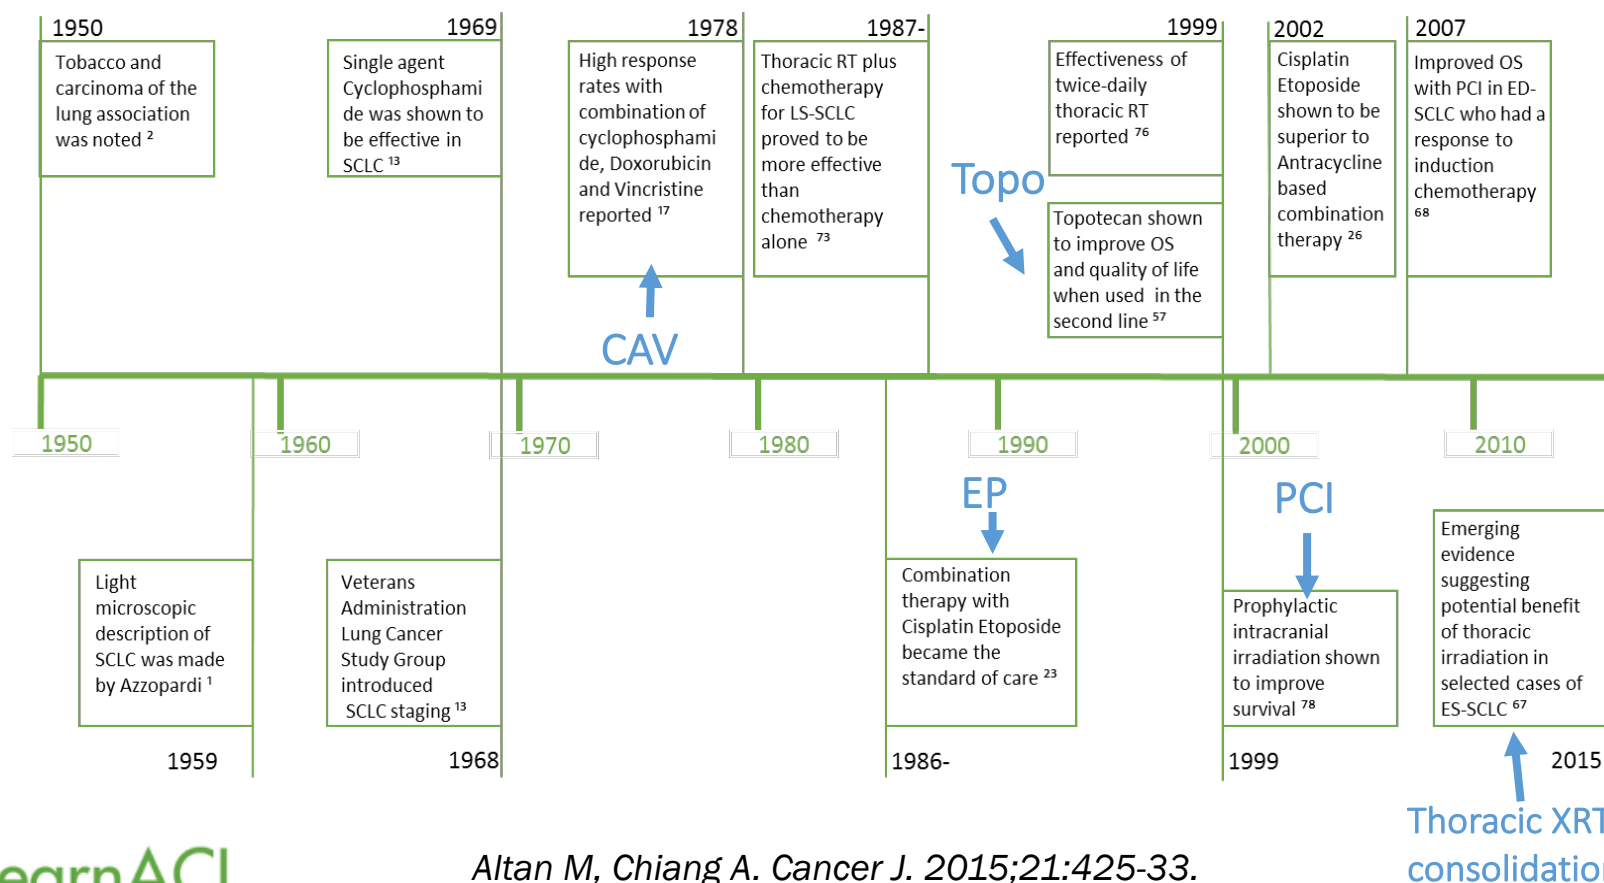 1950
Tobacco and
carcinoma of the
lung association
was noted ²
1969
Single agent
Cyclophosphami
de was shown to
be effective in
SCLC ¹³
1978
High response
rates with
combination of
cyclophosphami
de, Doxorubicin
and Vincristine
reported ¹⁷
CAV
1987-
Thoracic RT plus
chemotherapy
for LS-SCLC
proved to be
more effective
than
chemotherapy
alone ⁷³
1999
Effectiveness of
twice-daily
thoracic RT
reported ⁷⁶
Topo
Topotecan shown
to improve OS
and quality of life
when used in the
second line ⁵⁷
2002
Cisplatin
Etoposide
shown to be
superior to
Antracycline
based
combination
therapy ²⁶
2007
Improved OS
with PCI in ED-
SCLC who had a
response to
induction
chemotherapy
⁶⁸
1950
1960
1970
1980
1990
2000
2010
Light
microscopic
description of
SCLC was made
by Azzopardi ¹
1959
Veterans
Administration
Lung Cancer
Study Group
introduced
SCLC staging ¹³
1968
EP
Combination
therapy with
Cisplatin Etoposide
became the
standard of care ²³
1986-
PCI
Prophylactic
intracranial
irradiation shown
to improve
survival ⁷⁸
1999
Emerging
evidence
suggesting
potential benefit
of thoracic
irradiation in
selected cases of
ES-SCLC ⁶⁷
2015
Thoracic XRT
consolidation
earnACI
Altan M, Chiang A. Cancer J. 2015;21:425-33.